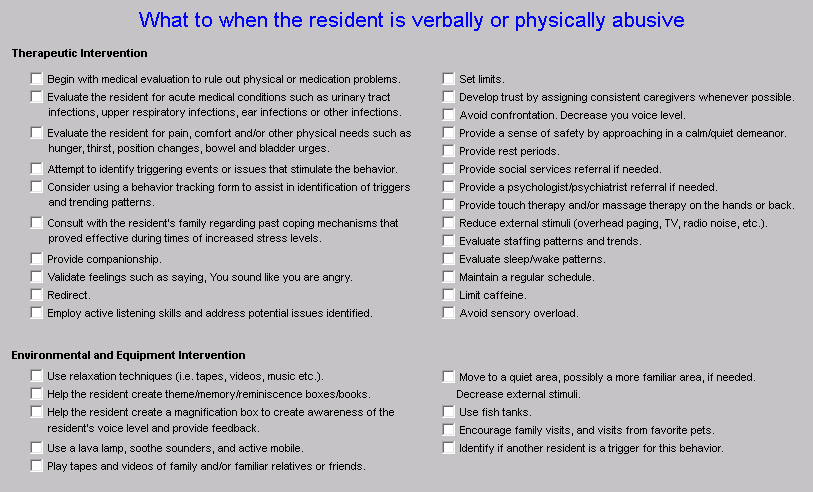 What to when the resident is verbally or physically abusive
Therapeutic Intervention
Begin with medical evaluation to rule out physical or medication problems.
Evaluate the resident for acute medical conditions such as urinary tract
infections, upper respiratory infections, ear infections or other infections.
Evaluate the resident for pain, comfort and/or other physical needs such as
hunger, thirst, position changes, bowel and bladder urges.
Attempt to identify triggering events or issues that stimulate the behavior.
Consider using a behavior tracking form to assist in identification of triggers
and trending patterns.
Consult with the resident's family regarding past coping mechanisms that
proved effective during times of increased stress levels.
Provide companionship.
Validate feelings such as saying, You sound like you are angry.
Redirect.
Employ active listening skills and address potential issues identified.
Set limits.
Develop trust by assigning consistent caregivers whenever possible.
Avoid confrontation. Decrease you voice level.
Provide a sense of safety by approaching in a calm/quiet demeanor.
Provide rest periods.
Provide social services referral if needed.
Provide a psychologist/psychiatrist referral if needed.
Provide touch therapy and/or massage therapy on the hands or back.
Reduce external stimuli (overhead paging, TV, radio noise, etc.).
Evaluate staffing patterns and trends.
Evaluate sleep/wake patterns.
Maintain a regular schedule.
Limit caffeine.
Avoid sensory overload.
Environmental and Equipment Intervention
Use relaxation techniques (i.e. tapes, videos, music etc.).
Help the resident create theme/memory/reminiscence boxes/books.
Help the resident create a magnification box to create awareness of the
resident's voice level and provide feedback.
Use a lava lamp, soothe sounders, and active mobile.
Play tapes and videos of family and/or familiar relatives or friends.
Move to a quiet area, possibly a more familiar area, if needed.
Decrease external stimuli.
Use fish tanks.
Encourage family visits, and visits from favorite pets.
Identify if another resident is a trigger for this behavior.